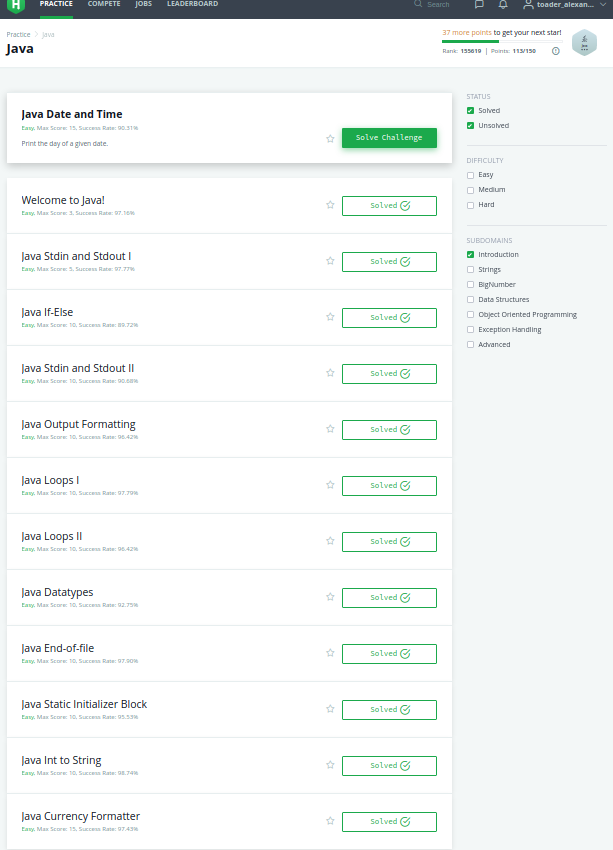 H
PRACTICE COMPETE JOBS LEADERBOARD Search toader_alexan...
Practice Java
Java
37 more points to get your next star!
Rank: 155619 | Points: 113/150
Java Date and Time
Easy, Max Score: 15, Success Rate: 90.31%
Print the day of a given date.
Solve Challenge
Welcome to Java!
Easy, Max Score: 3, Success Rate: 97.16%
Solved
Java Stdin and Stdout I
Easy, Max Score: 5, Success Rate: 97.77%
Solved
Java If-Else
Easy, Max Score: 10, Success Rate: 89.72%
Solved
Java Stdin and Stdout II
Easy, Max Score: 10, Success Rate: 90.68%
Solved
Java Output Formatting
Easy, Max Score: 10, Success Rate: 96.42%
Solved
Java Loops I
Easy, Max Score: 10, Success Rate: 97.79%
Solved
Java Loops II
Easy, Max Score: 10, Success Rate: 96.42%
Solved
Java Datatypes
Easy, Max Score: 10, Success Rate: 92.75%
Solved
Java End-of-file
Easy, Max Score: 10, Success Rate: 97.90%
Solved
Java Static Initializer Block
Easy, Max Score: 10, Success Rate: 95.53%
Solved
Java Int to String
Easy, Max Score: 10, Success Rate: 98.74%
Solved
Java Currency Formatter
Easy, Max Score: 15, Success Rate: 97.43%
Solved
STATUS
Solved
Unsolved
DIFFICULTY
Easy
Medium
Hard
SUBDOMAINS
Introduction
Strings
BigNumber
Data Structures
Object Oriented Programming
Exception Handling
Advanced